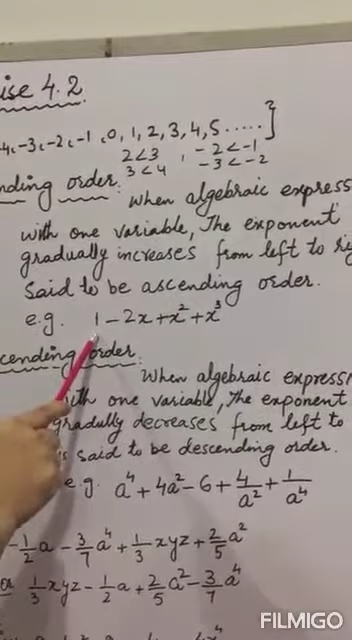 ise 4.2
-4, -3, -2, -1, 0, 1, 2, 3, 4, 5 .....]
2<3 , -2<-1
3<4 -3<-2
nding order: When algebraic express
with one variable, The exponent
gradually increases from left to ri
said to be ascending order.
e.g. 1 - 2x + x² + x³
cending order:
When algebraic express
ith one variable, The exponent
gradully decreases from left to
s said to be descending order.
e.g. a⁴ + 4a² - 6 + 4/a² + 1/a⁴
-1/2 a - 3/7 a⁴ + 1/3 xyz + 2/5 a²
or 1/3 xyz - 1/2 a + 2/5 a² - 3/7 a⁴
FILMIGO